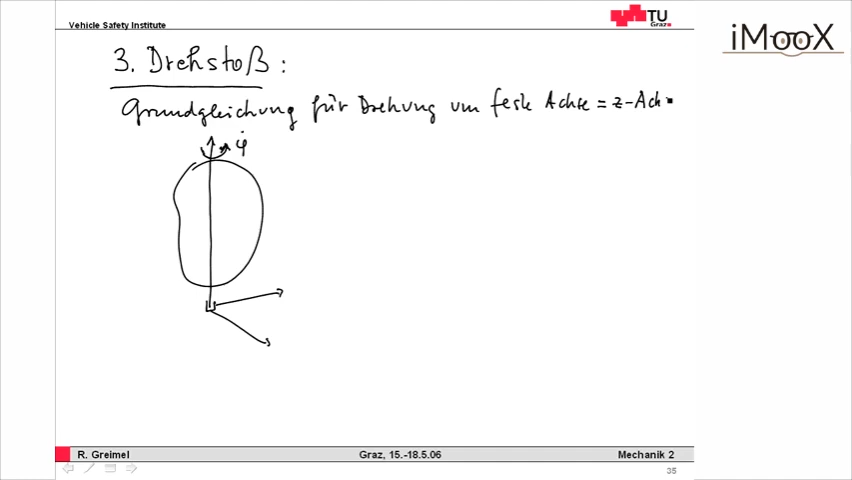 Vehicle Safety Institute
TU
Graz
iMooX
3. Drehstoß:
Grundgleichung für Drehung um feste Achse = z-Ach
φ̇
R. Greimel
Graz, 15.-18.5.06
Mechanik 2
35